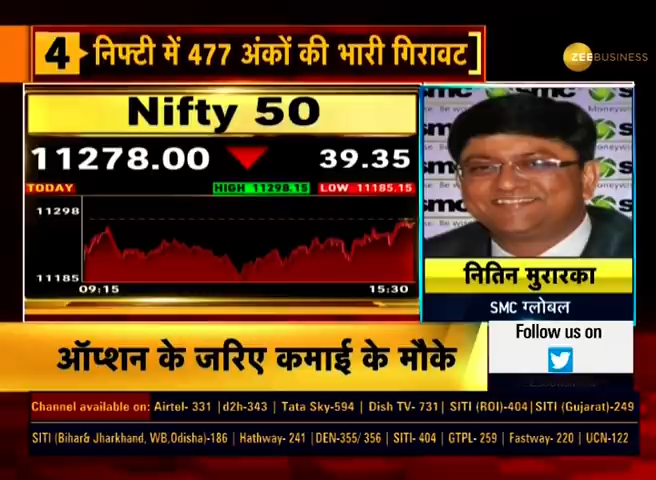 4
निफ्टी में 477 अंकों की भारी गिरावट
ZEEBUSINESS
Nifty 50
11278.00 39.35
TODAY HIGH 11298.15 LOW 11185.15
11298
11185
09:15 15:30
smc
Moneywise
नितिन मुरारका
SMC ग्लोबल
ऑप्शन के जरिए कमाई के मौके
Follow us on
Channel available on: Airtel- 331 |d2h-343 | Tata Sky-594 | Dish TV- 731| SITI (ROI)-404| SITI (Gujarat)-249
SITI (Bihar& Jharkhand, WB,Odisha)-186 | Hathway- 241 |DEN-355/ 356 | SITI- 404 | GTPL- 259 | Fastway- 220 | UCN-122